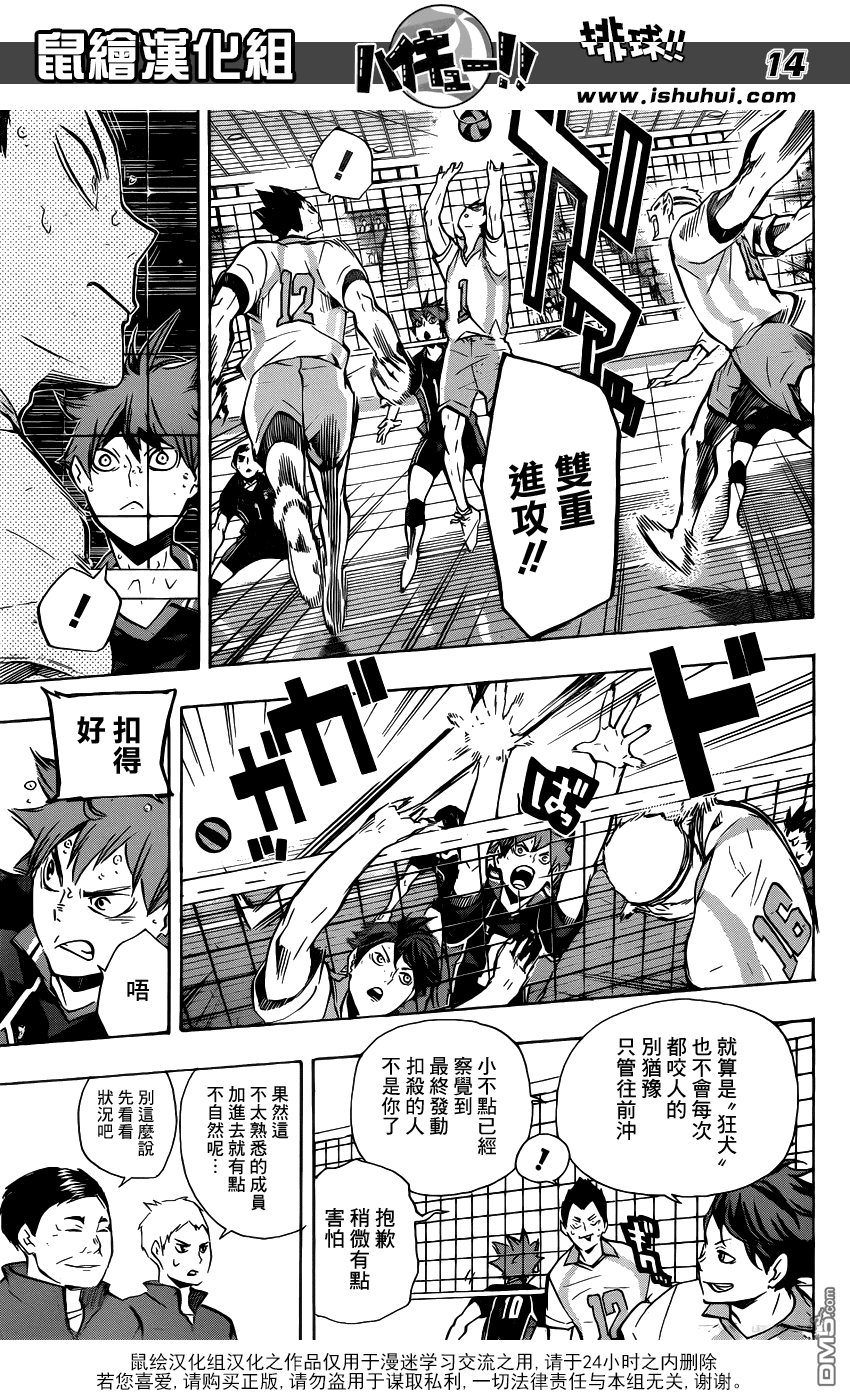 鼠繪漢化組
ハイキュー!!
排球!!
14
www.ishuhui.com
!
12
1
雙重
進攻!!
!
扣得
好
唔
ドガガ
ばっ
16
就算是“狂犬”
也不會每次
都咬人的
別猶豫
只管往前沖
小不點已經
察覺到
最終發動
扣殺的人
不是你了
!
抱歉
稍微有點
害怕
10
12
果然這
不太熟悉的成員
加進去就有點
不自然呢…
別這麼說
先看看
狀況吧
DM5.com
鼠绘汉化组汉化之作品仅用于漫迷学习交流之用, 请于24小时之内删除
若您喜爱, 请购买正版, 请勿用于谋取私利, 一切法律责任与本组无关, 谢谢。